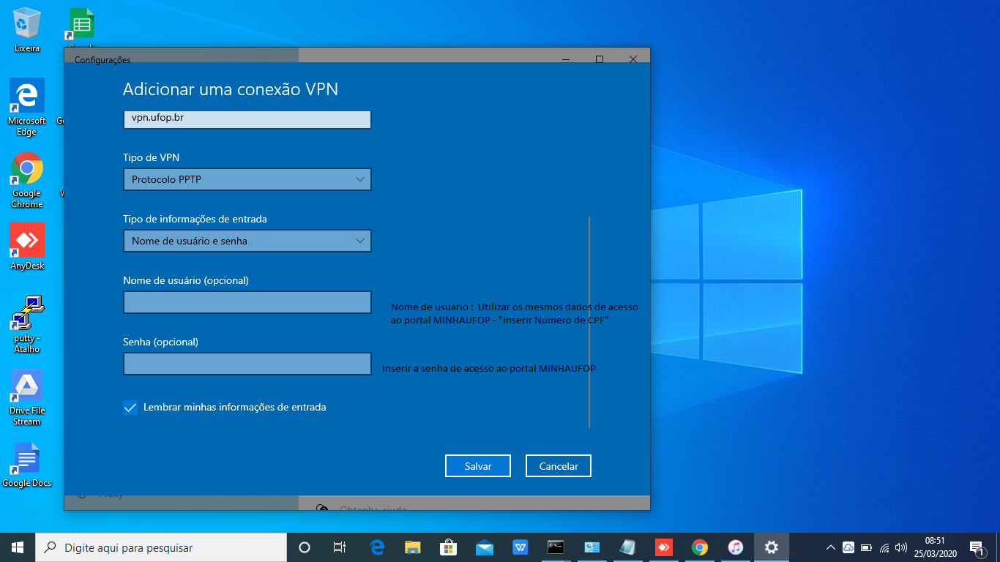 Lixeira
Microsoft
Edge
Google
Chrome
AnyDesk
putty -
Atalho
Drive File
Stream
Google Docs
Configurações
Adicionar uma conexão VPN
vpn.ufop.br
Tipo de VPN
Protocolo PPTP
Tipo de informações de entrada
Nome de usuário e senha
Nome de usuário (opcional)
Nome de usuario : Utilizar os mesmos dados de acesso
ao portal MINHAUFOP - "inserir Numero de CPF"
Senha (opcional)
Inserir a senha de acesso ao portal MINHAUFOP
Lembrar minhas informações de entrada
Salvar
Cancelar
Proxy
Obtenha ajuda
Digite aqui para pesquisar
08:51
25/03/2020
1